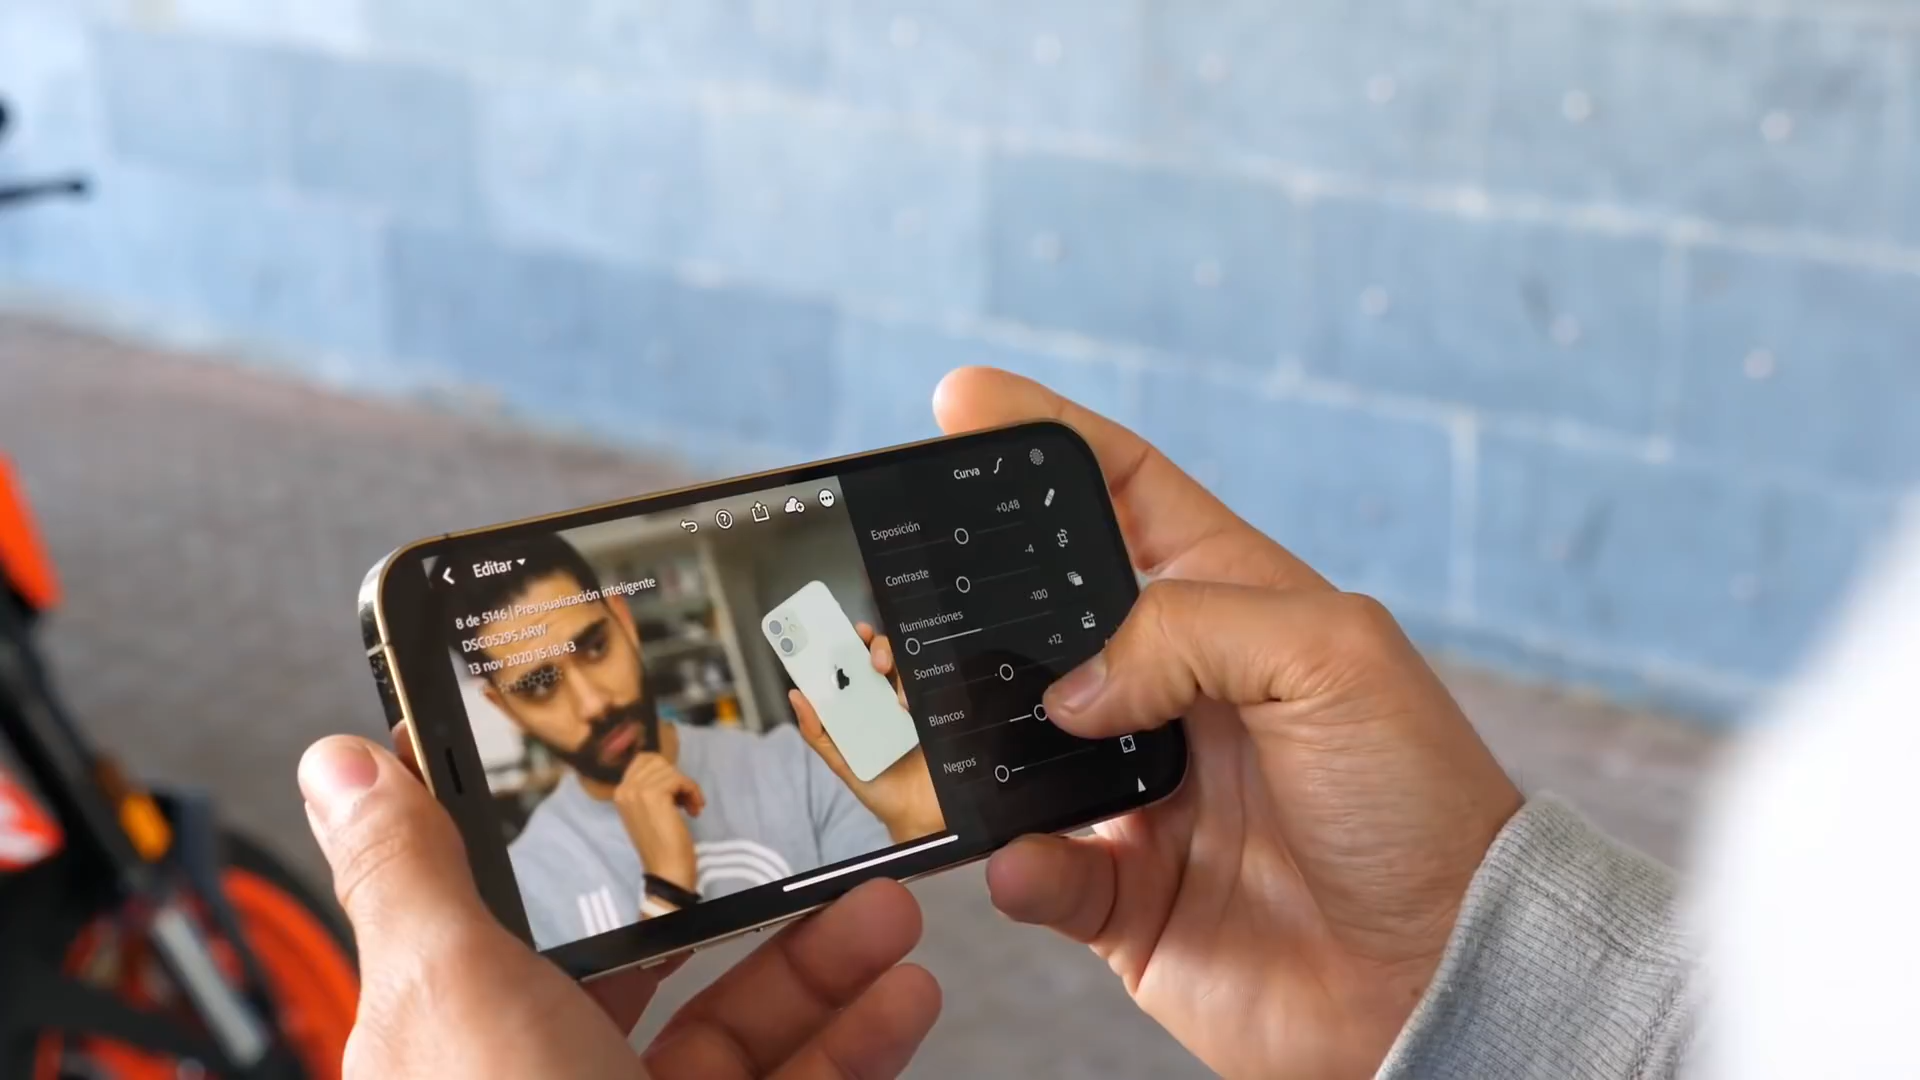 Editar
8 de 5146 | Previsualización inteligente
DSC05295.ARW
13 nov 2020 15:18:43
Curva
Exposición +0,48
Contraste -4
Iluminaciones -100
Sombras +12
Blancos
Negros